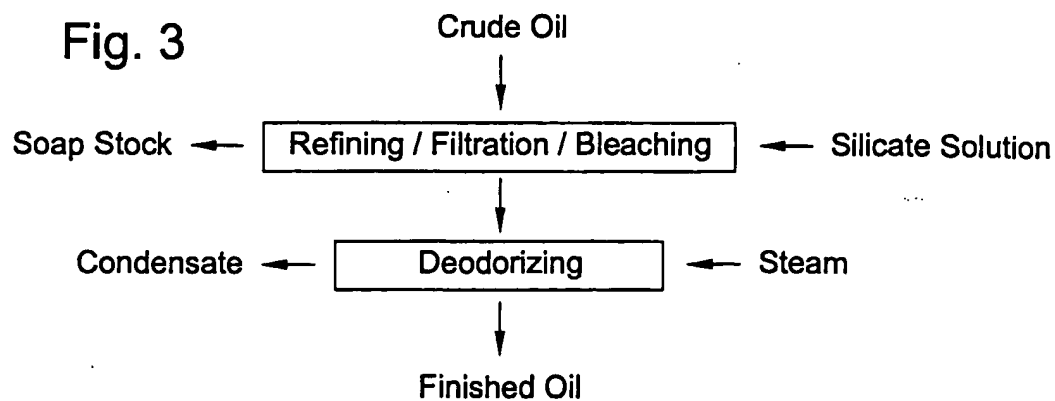 Fig. 3
Crude Oil
Soap Stock
Refining / Filtration / Bleaching
Silicate Solution
Condensate
Deodorizing
Steam
Finished Oil